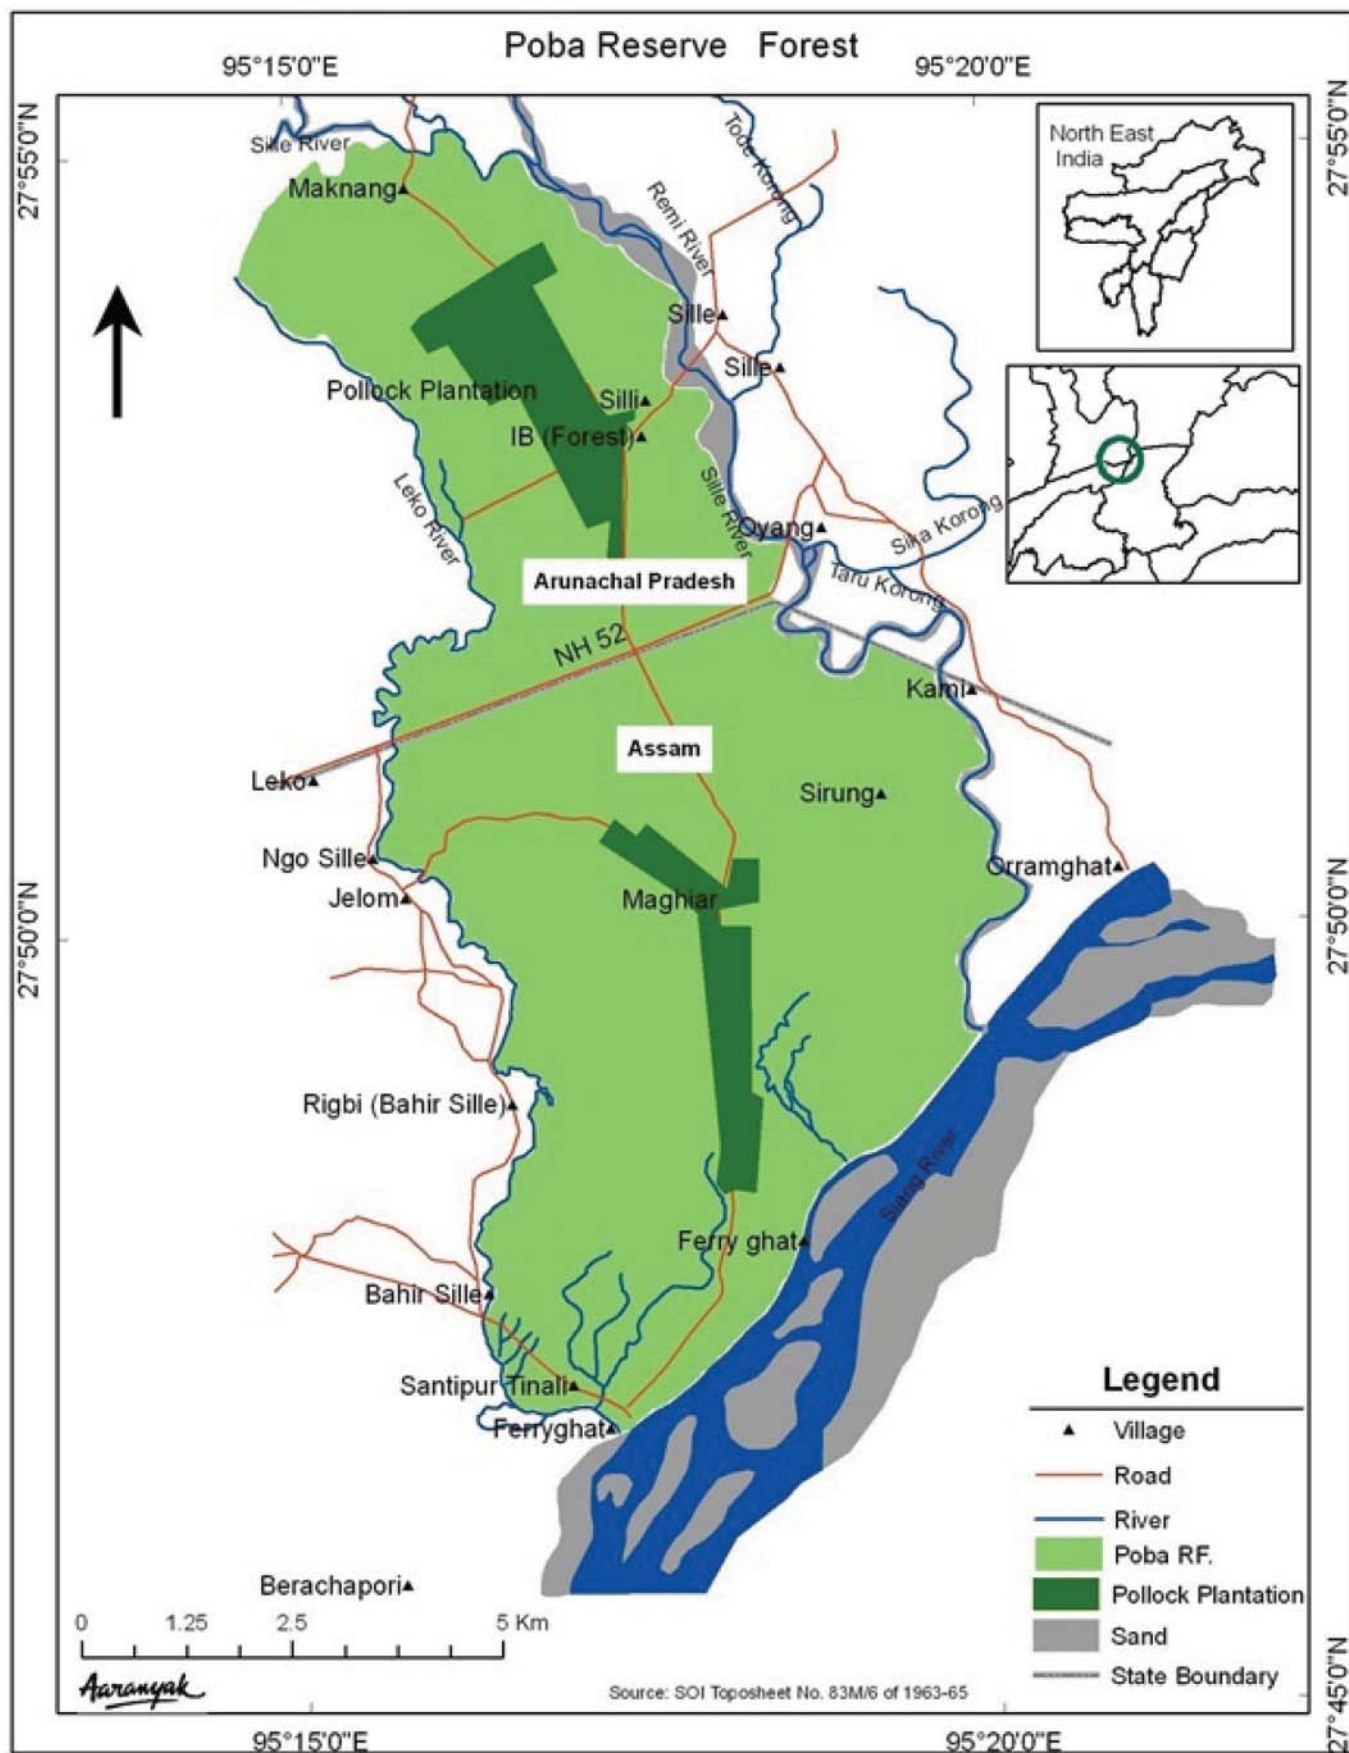 Poba Reserve Forest
95°15'0"E
95°20'0"E
27°55'0"N
27°55'0"N
Sille River
Tode Korong
North East
India
Maknang
Remi River
Sille
Sille
Pollock Plantation
Silli
IB (Forest)
Leko River
Sille River
Oyang
Sika Korong
Taru Korong
Arunachal Pradesh
NH 52
Kami
Assam
Leko
Sirung
Ngo Sille
Orramghat
Jelom
Maghiar
27°50'0"N
27°50'0"N
Rigbi (Bahir Sille)
Siang River
Ferry ghat
Bahir Sille
Santipur Tinali
Ferryghat
Legend
Village
Road
River
Poba RF.
Pollock Plantation
Sand
State Boundary
Berachapori
0 1.25 2.5 5 Km
Aaranyak
Source: SOI Toposheet No. 83M/6 of 1963-65
27°45'0"N
95°15'0"E
95°20'0"E